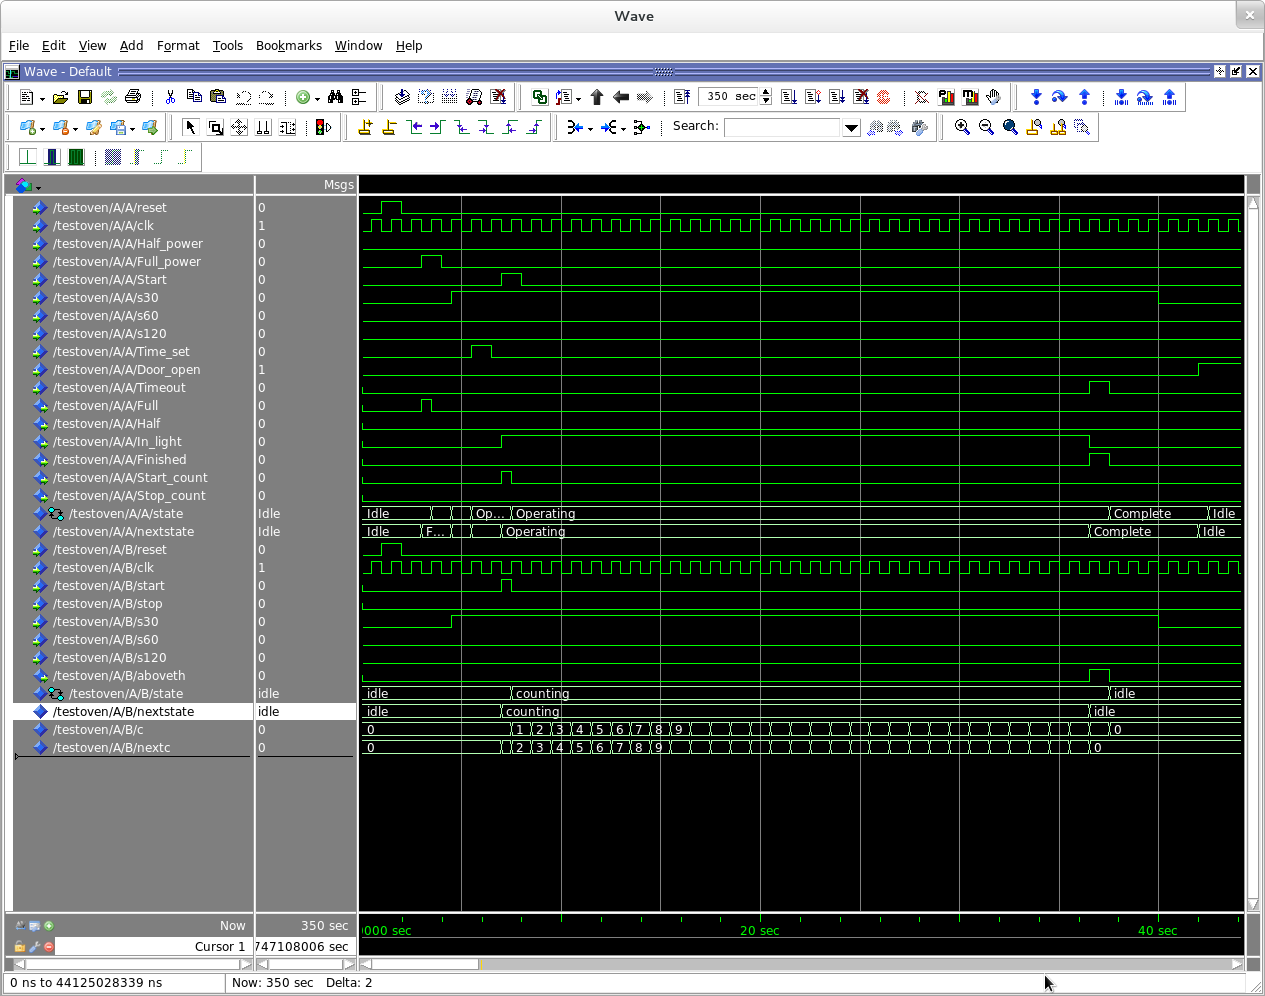 Wave
File Edit View Add Format Tools Bookmarks Window Help
Wave - Default
350 sec
Search:
Msgs
/testoven/A/A/reset 0
/testoven/A/A/clk 1
/testoven/A/A/Half_power 0
/testoven/A/A/Full_power 0
/testoven/A/A/Start 0
/testoven/A/A/s30 0
/testoven/A/A/s60 0
/testoven/A/A/s120 0
/testoven/A/A/Time_set 0
/testoven/A/A/Door_open 1
/testoven/A/A/Timeout 0
/testoven/A/A/Full 0
/testoven/A/A/Half 0
/testoven/A/A/In_light 0
/testoven/A/A/Finished 0
/testoven/A/A/Start_count 0
/testoven/A/A/Stop_count 0
/testoven/A/A/state Idle Idle Op... Operating Complete Idle
/testoven/A/A/nextstate Idle Idle F... Operating Complete Idle
/testoven/A/B/reset 0
/testoven/A/B/clk 1
/testoven/A/B/start 0
/testoven/A/B/stop 0
/testoven/A/B/s30 0
/testoven/A/B/s60 0
/testoven/A/B/s120 0
/testoven/A/B/aboveth 0
/testoven/A/B/state idle idle counting idle
/testoven/A/B/nextstate idle idle counting idle
/testoven/A/B/c 0 0 1 2 3 4 5 6 7 8 9 0
/testoven/A/B/nextc 0 0 2 3 4 5 6 7 8 9 0
Now 350 sec 000 sec 20 sec 40 sec
Cursor 1 747108006 sec
0 ns to 44125028339 ns Now: 350 sec Delta: 2